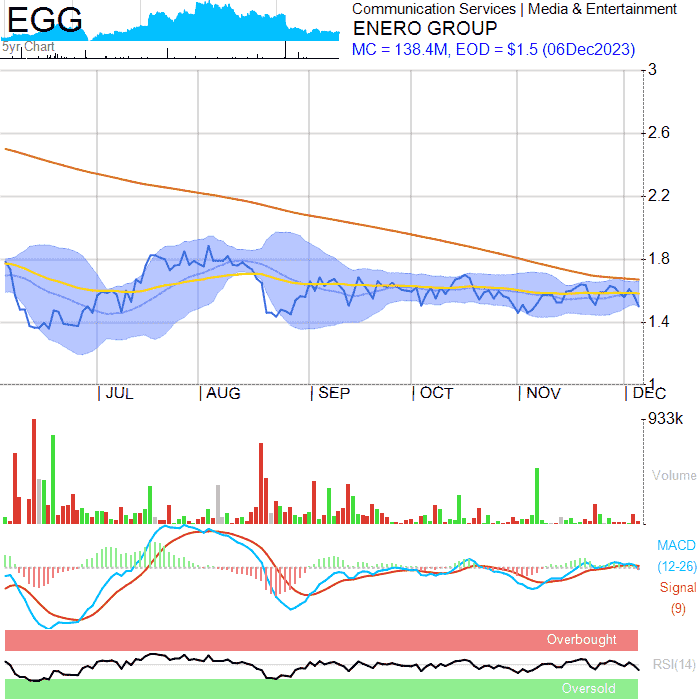 EGG
Communication Services | Media & Entertainment
ENERO GROUP
MC = 138.4M, EOD = $1.5 (06Dec2023)
5yr Chart
3
2.6
2.2
1.8
1.4
1
JUL
AUG
SEP
OCT
NOV
DEC
933k
Volume
MACD
(12-26)
Signal
(9)
Overbought
RSI(14)
Oversold